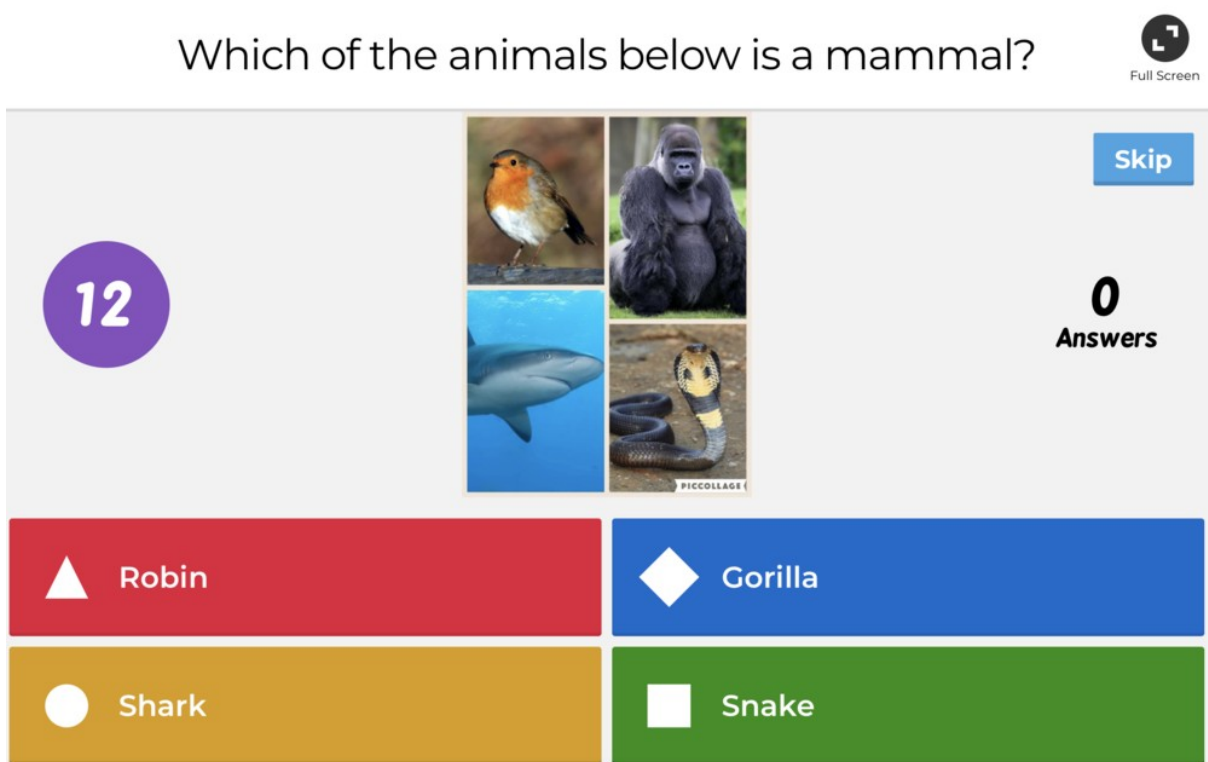 Which of the animals below is a mammal?
Full Screen
Skip
12
0
Answers
PICCOLLAGE
Robin
Gorilla
Shark
Snake